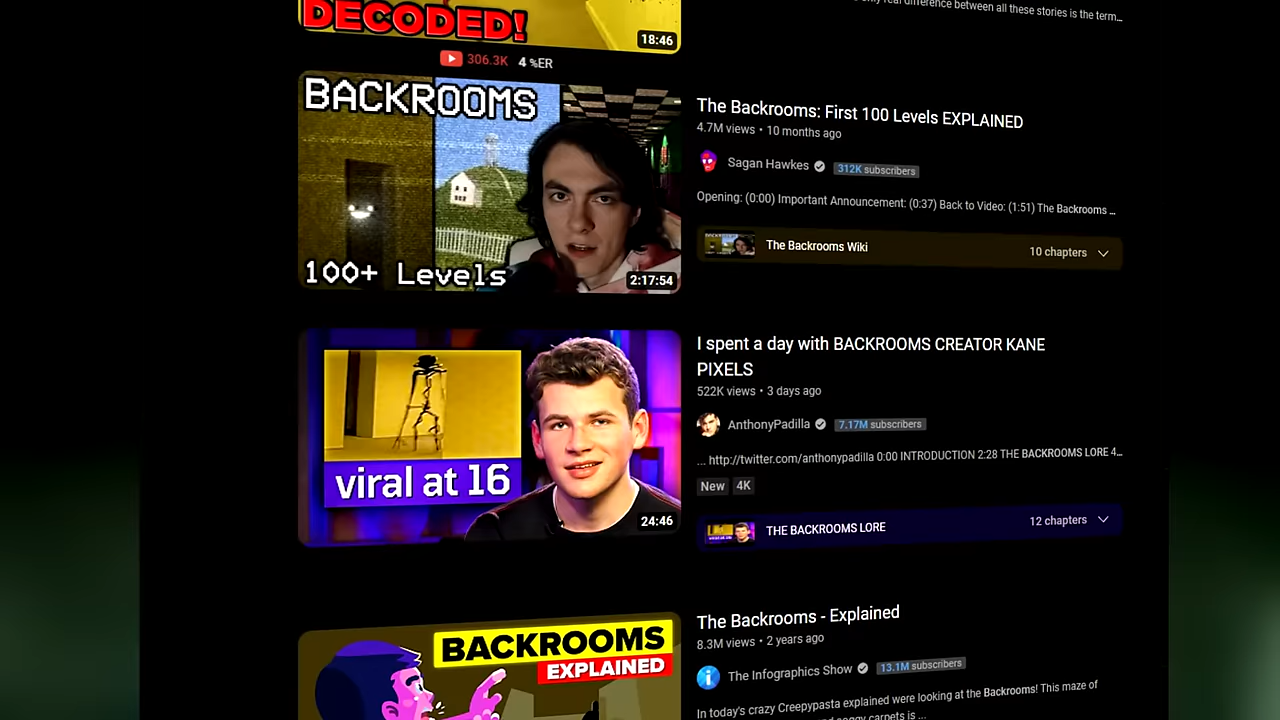 DECODED!
18:46
only real difference between all these stories is the term...
306.3K 4 %ER
BACKROOMS
100+ Levels
2:17:54
The Backrooms: First 100 Levels EXPLAINED
4.7M views • 10 months ago
Sagan Hawkes
312K subscribers
Opening: (0:00) Important Announcement: (0:37) Back to Video: (1:51) The Backrooms ...
BACKROOMS
The Backrooms Wiki
10 chapters
viral at 16
24:46
I spent a day with BACKROOMS CREATOR KANE
PIXELS
522K views • 3 days ago
AnthonyPadilla
7.17M subscribers
... http://twitter.com/anthonypadilla 0:00 INTRODUCTION 2:28 THE BACKROOMS LORE 4...
New 4K
viral at 16
THE BACKROOMS LORE
12 chapters
BACKROOMS
EXPLAINED
The Backrooms - Explained
8.3M views • 2 years ago
The Infographics Show
13.1M subscribers
In today's crazy Creepypasta explained were looking at the Backrooms! This maze of
carpets is ...